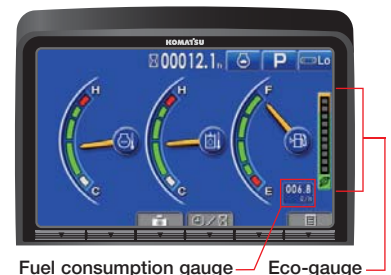 KOMATSU
00012.1h P Lo
H H F
C C E
006.8
ℓ/h
Fuel consumption gauge Eco-gauge